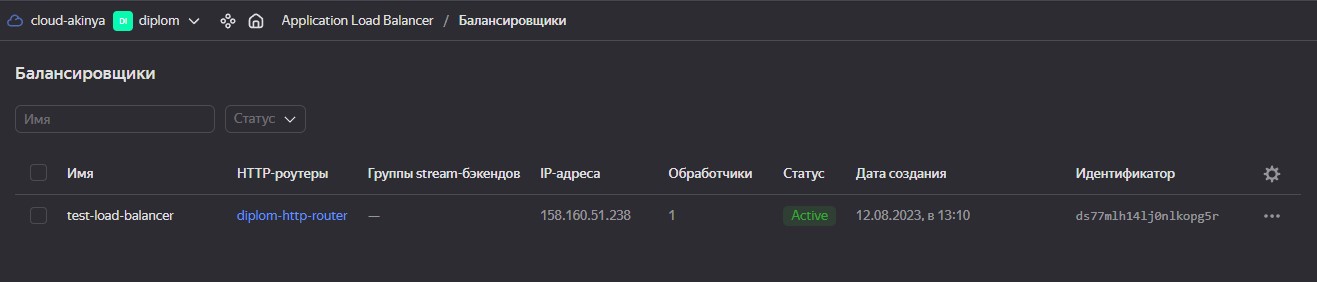 cloud-akinya DI diplom Application Load Balancer / Балансировщики
Балансировщики
Имя Статус
Имя HTTP-роутеры Группы stream-бэкендов IP-адреса Обработчики Статус Дата создания Идентификатор
test-load-balancer diplom-http-router — 158.160.51.238 1 Active 12.08.2023, в 13:10 ds77mlh14lj0nlkopg5r